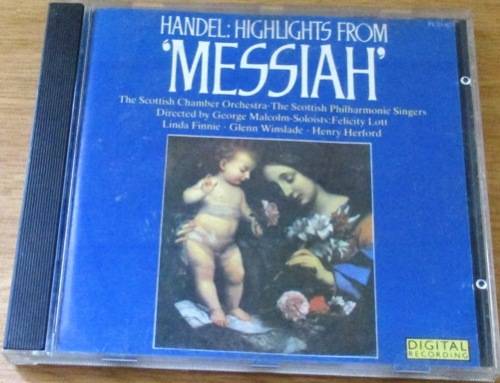 HANDEL: HIGHLIGHTS FROM
'MESSIAH'
The Scottish Chamber Orchestra·The Scottish Philharmonic Singers
Directed by George Malcolm-Soloists:Felicity Lott
Linda Finnie · Glenn Winslade · Henry Herford
DIGITAL
RECORDING